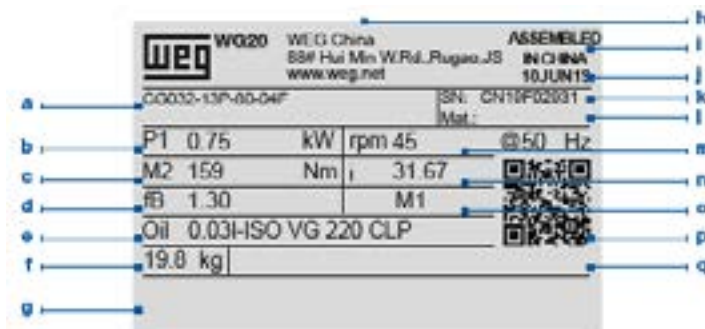 h
weg WG20 WEG China ASSEMBLED i
88# Hui Min W.Rd.,Rugao,JS IN CHINA
www.weg.net 10JUN19 j
a CG032-13P-80-04F SN: CN19F02931 k
Mat.: l
b P1 0.75 kW rpm 45 @50 Hz m
c M2 159 Nm i 31.67 n
d fB 1.30 M1 o
e Oil 0.03l-ISO VG 220 CLP p
f 19.8 kg q
g